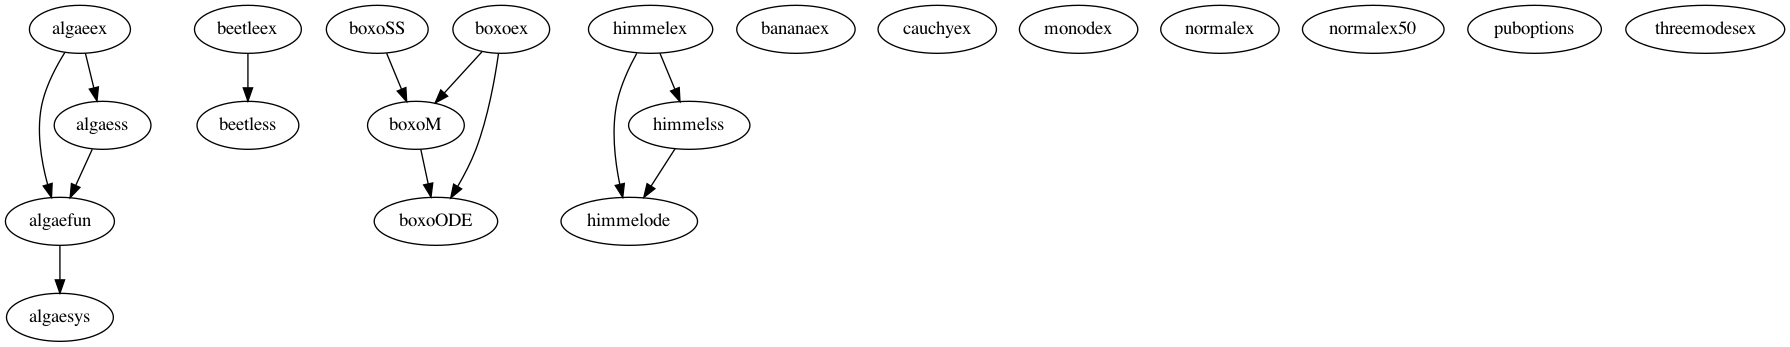 algaeex
beetleex
boxoSS
boxoex
himmelex
bananaex
cauchyex
monodex
normalex
normalex50
puboptions
threemodesex
algaess
beetless
boxoM
himmelss
algaefun
boxoODE
himmelode
algaesys